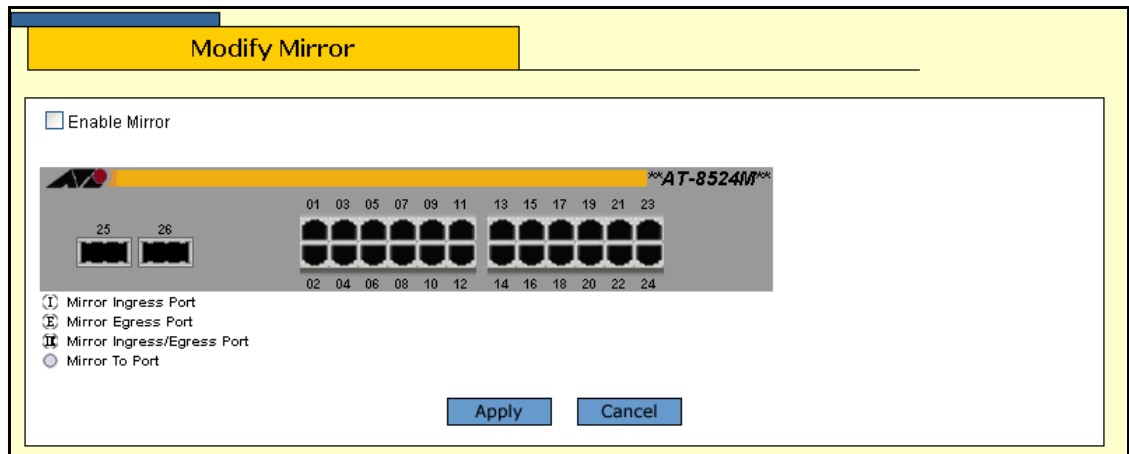 Modify Mirror
Enable Mirror
**AT-8524M**
01 03 05 07 09 11 13 15 17 19 21 23
25 26
02 04 06 08 10 12 14 16 18 20 22 24
I Mirror Ingress Port
E Mirror Egress Port
Mirror Ingress/Egress Port
Mirror To Port
Apply Cancel